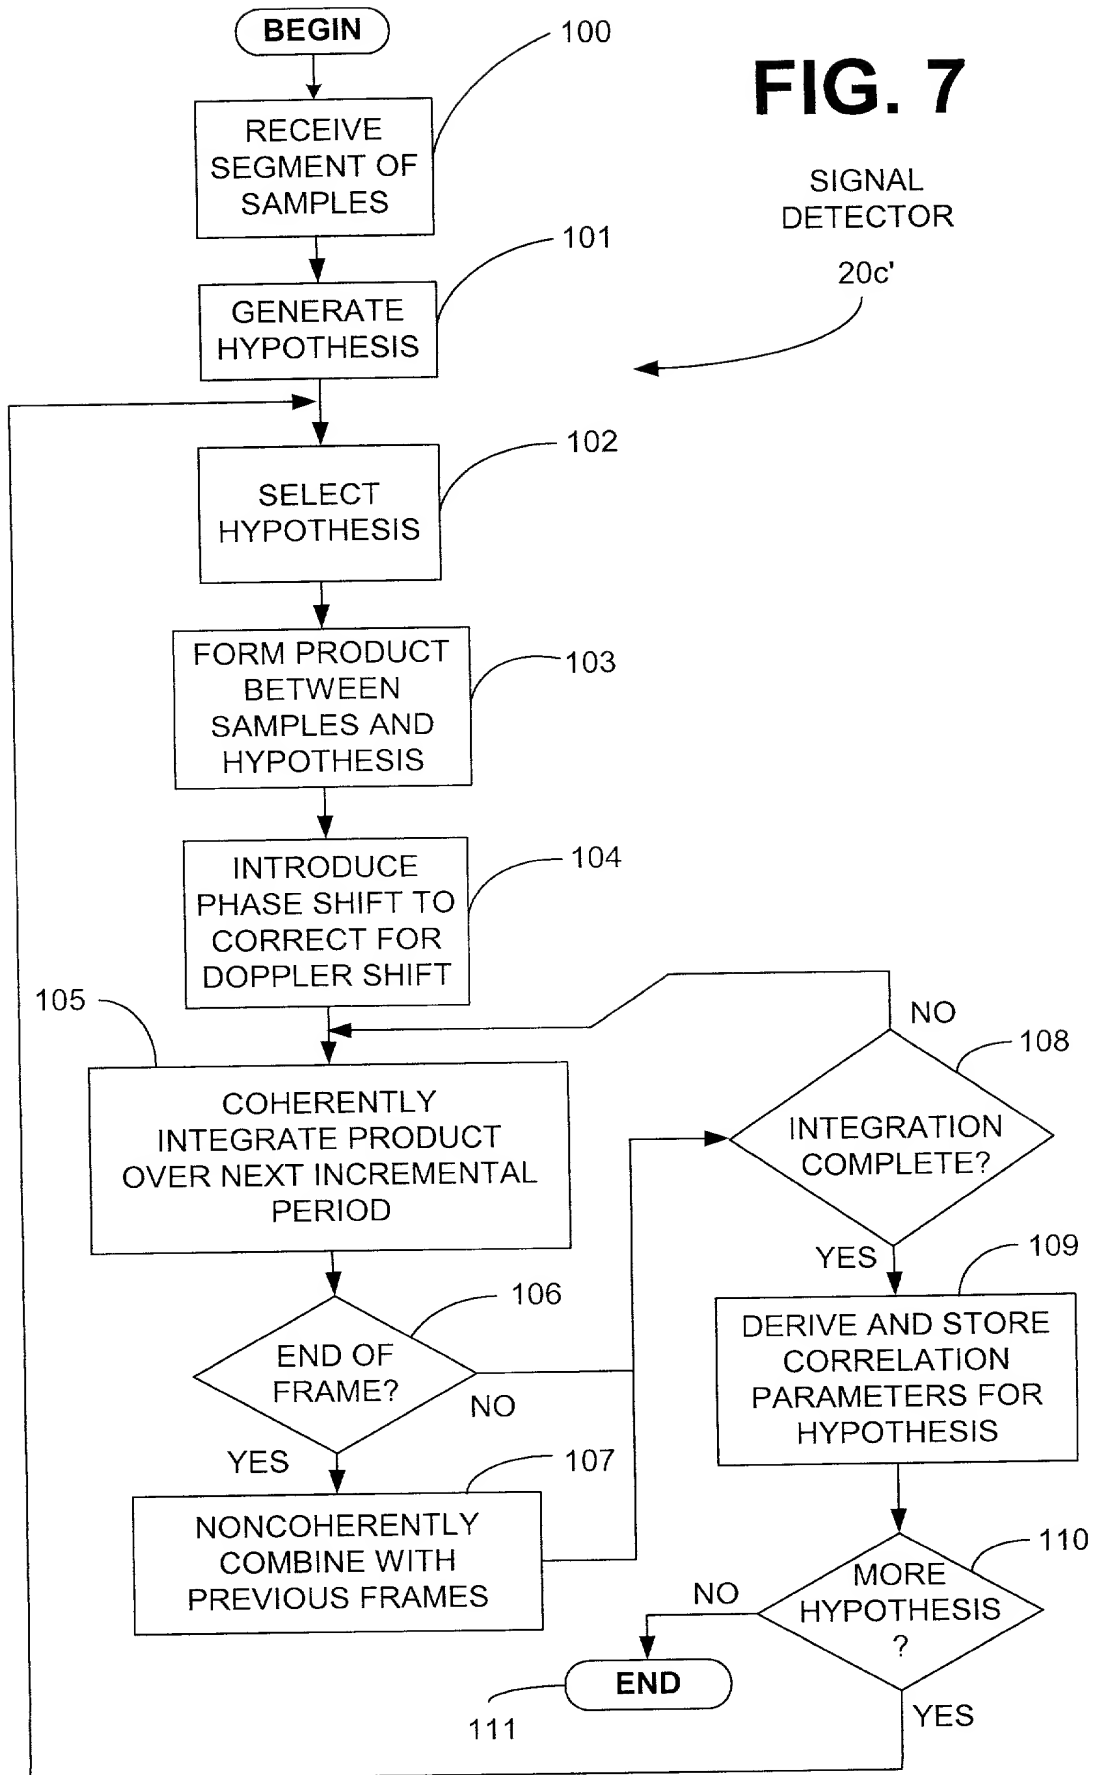 BEGIN
100
FIG. 7
RECEIVE
SEGMENT OF
SAMPLES
SIGNAL
DETECTOR
20c'
101
GENERATE
HYPOTHESIS
102
SELECT
HYPOTHESIS
103
FORM PRODUCT
BETWEEN
SAMPLES AND
HYPOTHESIS
104
INTRODUCE
PHASE SHIFT TO
CORRECT FOR
DOPPLER SHIFT
105
COHERENTLY
INTEGRATE PRODUCT
OVER NEXT INCREMENTAL
PERIOD
NO
108
INTEGRATION
COMPLETE?
YES
106
END OF
FRAME?
NO
YES
109
DERIVE AND STORE
CORRELATION
PARAMETERS FOR
HYPOTHESIS
107
NONCOHERENTLY
COMBINE WITH
PREVIOUS FRAMES
110
MORE
HYPOTHESIS
?
NO
END
111
YES